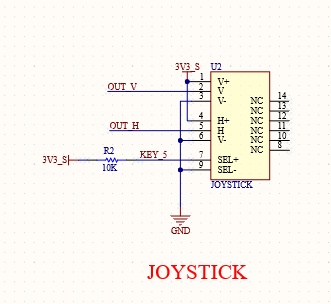 3V3_S U2
1 V+
OUT_V 2 V
3 V- NC 14
NC 13
4 H+ NC 12
OUT_H 5 H NC 11
6 V- NC 10
NC 8
R2
3V3_S KEY_5 7 SEL+
10K 9 SEL-
JOYSTICK
GND
JOYSTICK